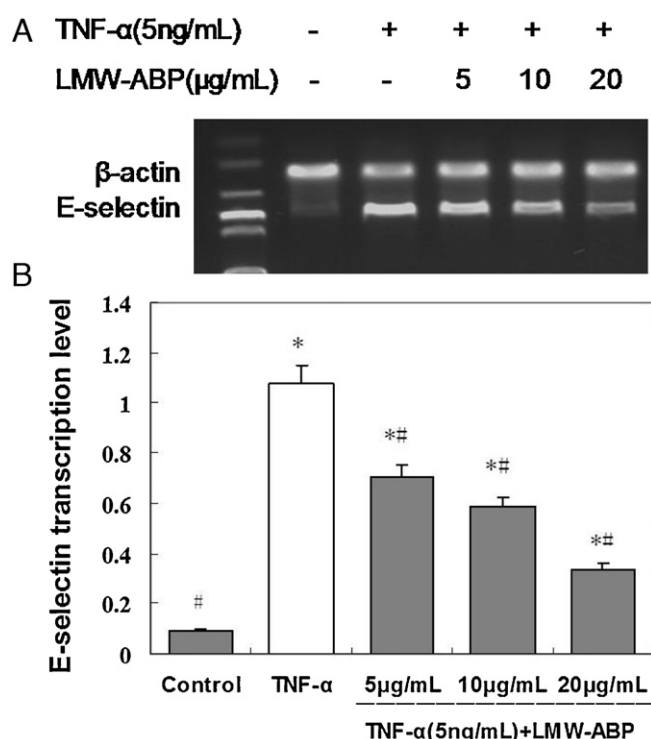 A
TNF-α(5ng/mL) - + + + +
LMW-ABP(µg/mL) - - 5 10 20
β-actin
E-selectin
B
E-selectin transcription level
1.4
1.2
1
0.8
0.6
0.4
0.2
0
#
*
*#
*#
*#
Control TNF-α 5µg/mL 10µg/mL 20µg/mL
TNF-α(5ng/mL)+LMW-ABP